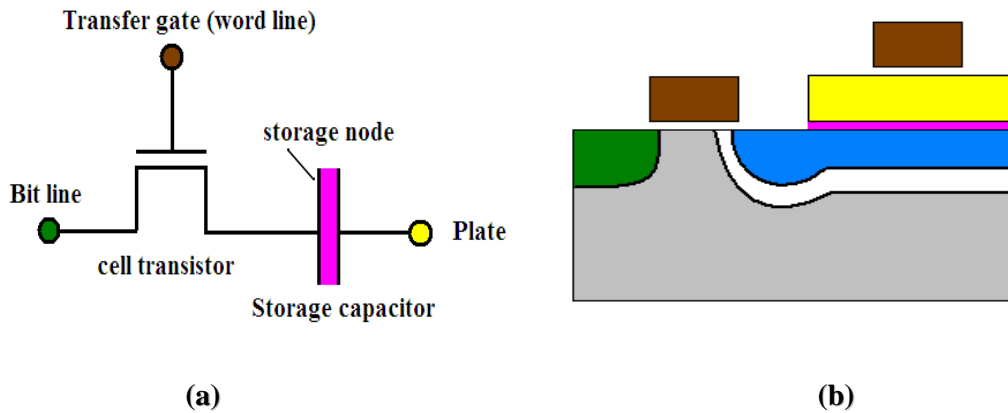 Transfer gate (word line)
storage node
Bit line
Plate
cell transistor
Storage capacitor
(a)
(b)